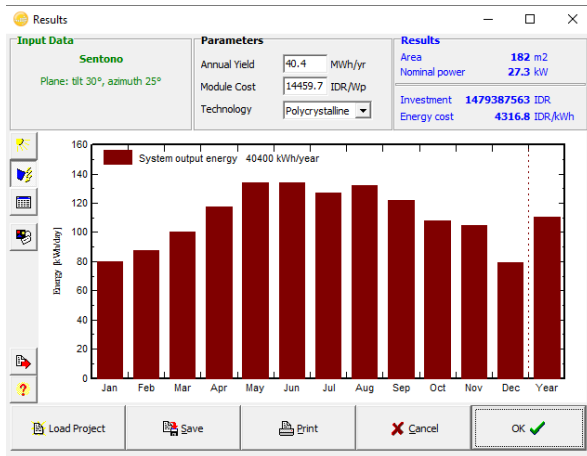 Results
Input Data
Sentono
Plane: tilt 30°, azimuth 25°
Parameters
Annual Yield 40.4 MWh/yr
Module Cost 14459.7 IDR/Wp
Technology Polycrystalline
Results
Area 182 m2
Nominal power 27.3 kW
Investment 1479387563 IDR
Energy cost 4316.8 IDR/kWh
System output energy 40400 kWh/year
Energy [kWh/day]
160
140
120
100
80
60
40
20
0
Jan Feb Mar Apr May Jun Jul Aug Sep Oct Nov Dec Year
?
Load Project Save Print Cancel OK